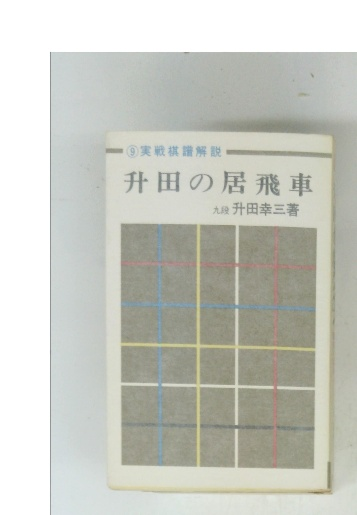 ⑨実戦棋譜解説
升田の居飛車
九段 升田幸三著